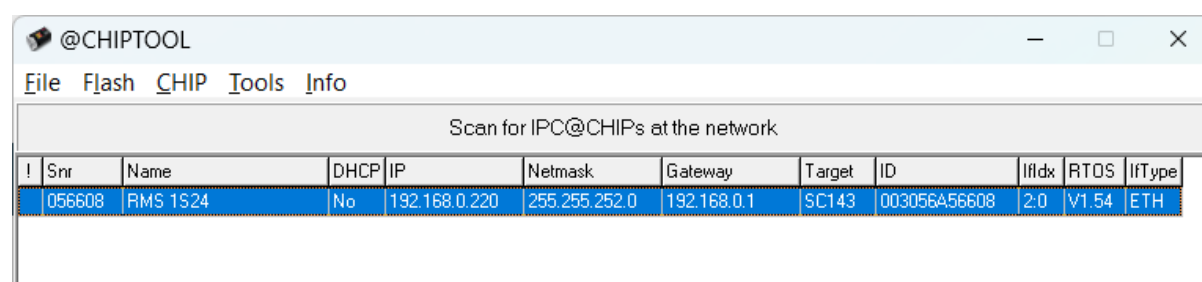 @CHIPTOOL
File Flash CHIP Tools Info
Scan for IPC@CHIPs at the network
! Snr Name DHCP IP Netmask Gateway Target ID IfIdx RTOS IfType
056608 RMS 1S24 No 192.168.0.220 255.255.252.0 192.168.0.1 SC143 003056A56608 2:0 V1.54 ETH